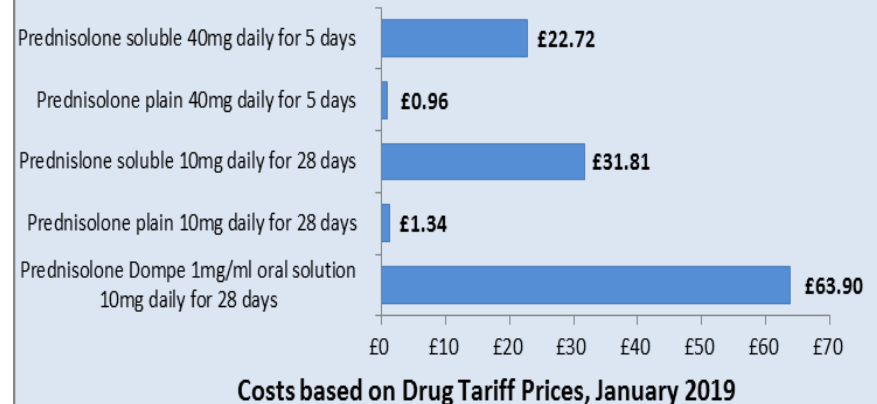 Prednisolone soluble 40mg daily for 5 days
£22.72
Prednisolone plain 40mg daily for 5 days
£0.96
Prednislone soluble 10mg daily for 28 days
£31.81
Prednisolone plain 10mg daily for 28 days
£1.34
Prednisolone Dompe 1mg/ml oral solution
10mg daily for 28 days
£63.90
£0 £10 £20 £30 £40 £50 £60 £70
Costs based on Drug Tariff Prices, January 2019